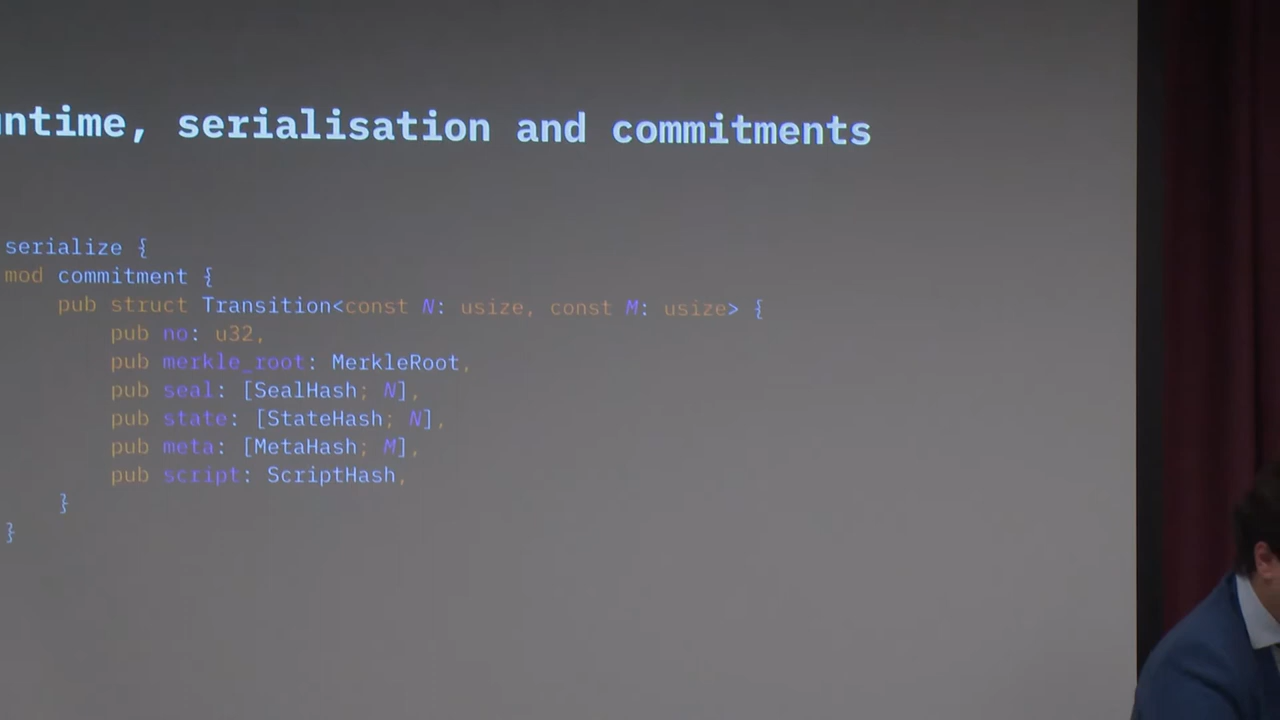 ntime, serialisation and commitments
serialize {
mod commitment {
pub struct Transition<const N: usize, const M: usize> {
pub no: u32,
pub merkle_root: MerkleRoot,
pub seal: [SealHash; N],
pub state: [StateHash; N],
pub meta: [MetaHash; M],
pub script: ScriptHash,
}
}